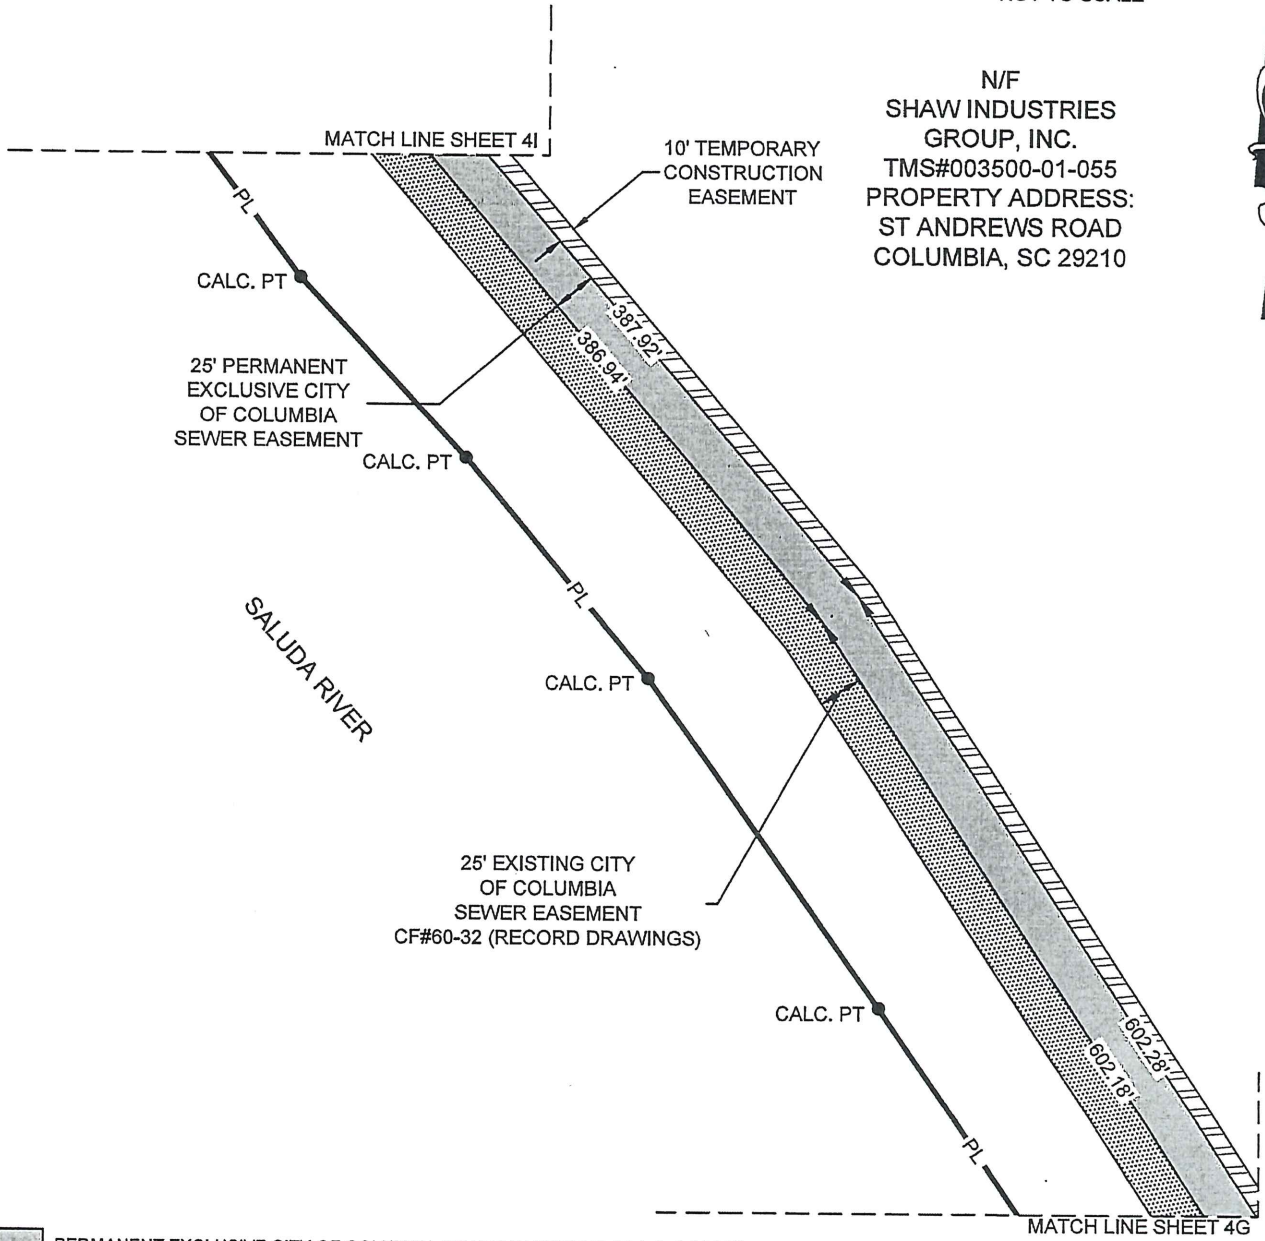 N/F
SHAW INDUSTRIES
GROUP, INC.
TMS#003500-01-055
PROPERTY ADDRESS:
ST ANDREWS ROAD
COLUMBIA, SC 29210
MATCH LINE SHEET 4I
10' TEMPORARY
CONSTRUCTION
EASEMENT
PL
CALC. PT
387.92'
386.94'
25' PERMANENT
EXCLUSIVE CITY
OF COLUMBIA
SEWER EASEMENT
CALC. PT
PL
SALUDA RIVER
CALC. PT
25' EXISTING CITY
OF COLUMBIA
SEWER EASEMENT
CF#60-32 (RECORD DRAWINGS)
CALC. PT
602.28'
602.18'
PL
MATCH LINE SHEET 4G